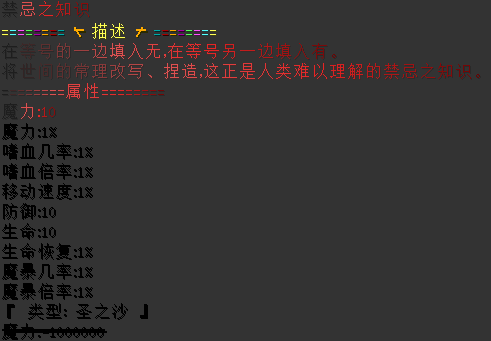 禁忌之知识
======== ⺊ 描述 ⺊ ========
在等号的一边填入无,在等号另一边填入有。
将世间的常理改写、捏造,这正是人类难以理解的禁忌之知识。
========属性========
魔力:10
魔力:1%
嗜血几率:1%
嗜血倍率:1%
移动速度:1%
防御:10
生命:10
生命恢复:1%
魔暴几率:1%
魔暴倍率:1%
『 类型: 圣之沙 』
魔力:-1000000